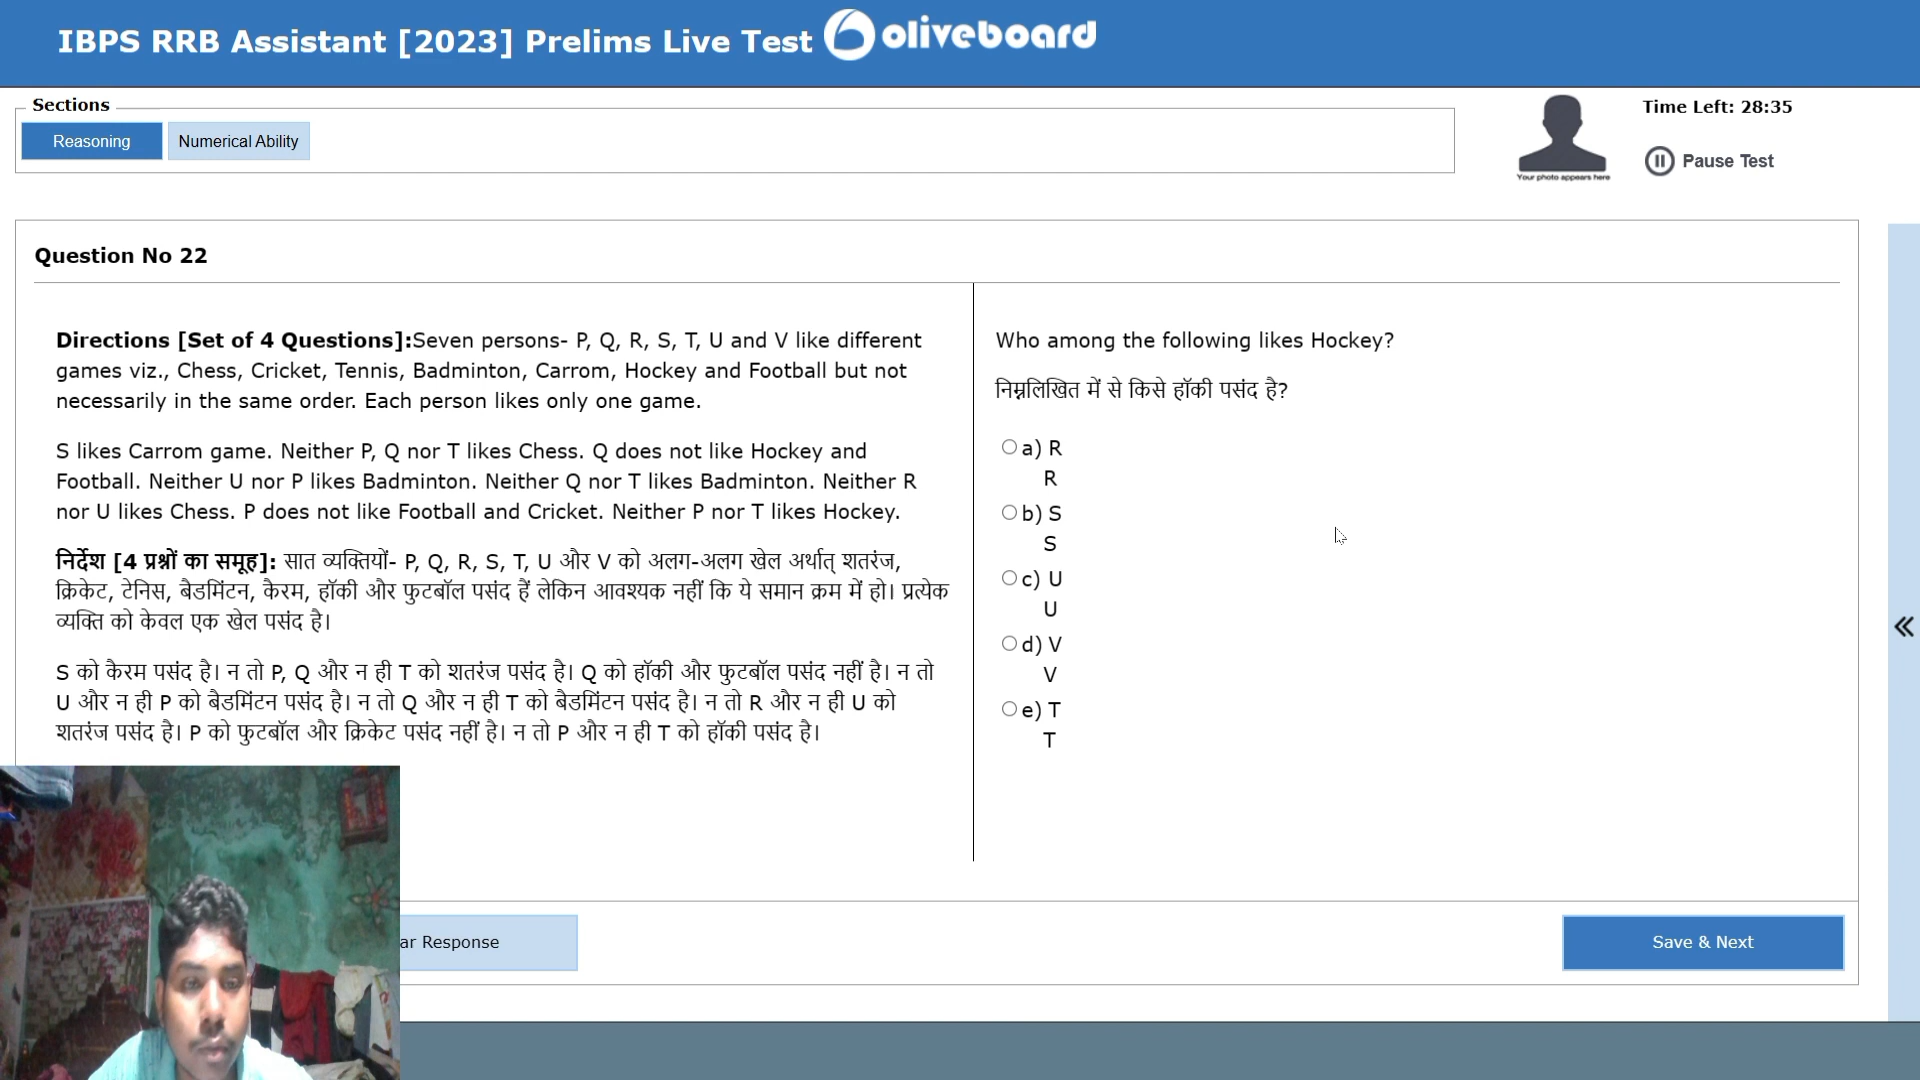 IBPS RRB Assistant [2023] Prelims Live Test oliveboard
Sections
Reasoning
Numerical Ability
Your photo appears here
Time Left: 28:35
Pause Test
Question No 22
Directions [Set of 4 Questions]:Seven persons- P, Q, R, S, T, U and V like different
games viz., Chess, Cricket, Tennis, Badminton, Carrom, Hockey and Football but not
necessarily in the same order. Each person likes only one game.
S likes Carrom game. Neither P, Q nor T likes Chess. Q does not like Hockey and
Football. Neither U nor P likes Badminton. Neither Q nor T likes Badminton. Neither R
nor U likes Chess. P does not like Football and Cricket. Neither P nor T likes Hockey.
निर्देश [4 प्रश्नों का समूह]: सात व्यक्तियों- P, Q, R, S, T, U और V को अलग-अलग खेल अर्थात् शतरंज,
क्रिकेट, टेनिस, बैडमिंटन, कैरम, हॉकी और फुटबॉल पसंद हैं लेकिन आवश्यक नहीं कि ये समान क्रम में हो। प्रत्येक
व्यक्ति को केवल एक खेल पसंद है।
S को कैरम पसंद है। न तो P, Q और न ही T को शतरंज पसंद है। Q को हॉकी और फुटबॉल पसंद नहीं है। न तो
U और न ही P को बैडमिंटन पसंद है। न तो Q और न ही T को बैडमिंटन पसंद है। न तो R और न ही U को
शतरंज पसंद है। P को फुटबॉल और क्रिकेट पसंद नहीं है। न तो P और न ही T को हॉकी पसंद है।
Who among the following likes Hockey?
निम्नलिखित में से किसे हॉकी पसंद है?
a) R
R
b) S
S
c) U
U
d) V
V
e) T
T
ar Response
Save & Next